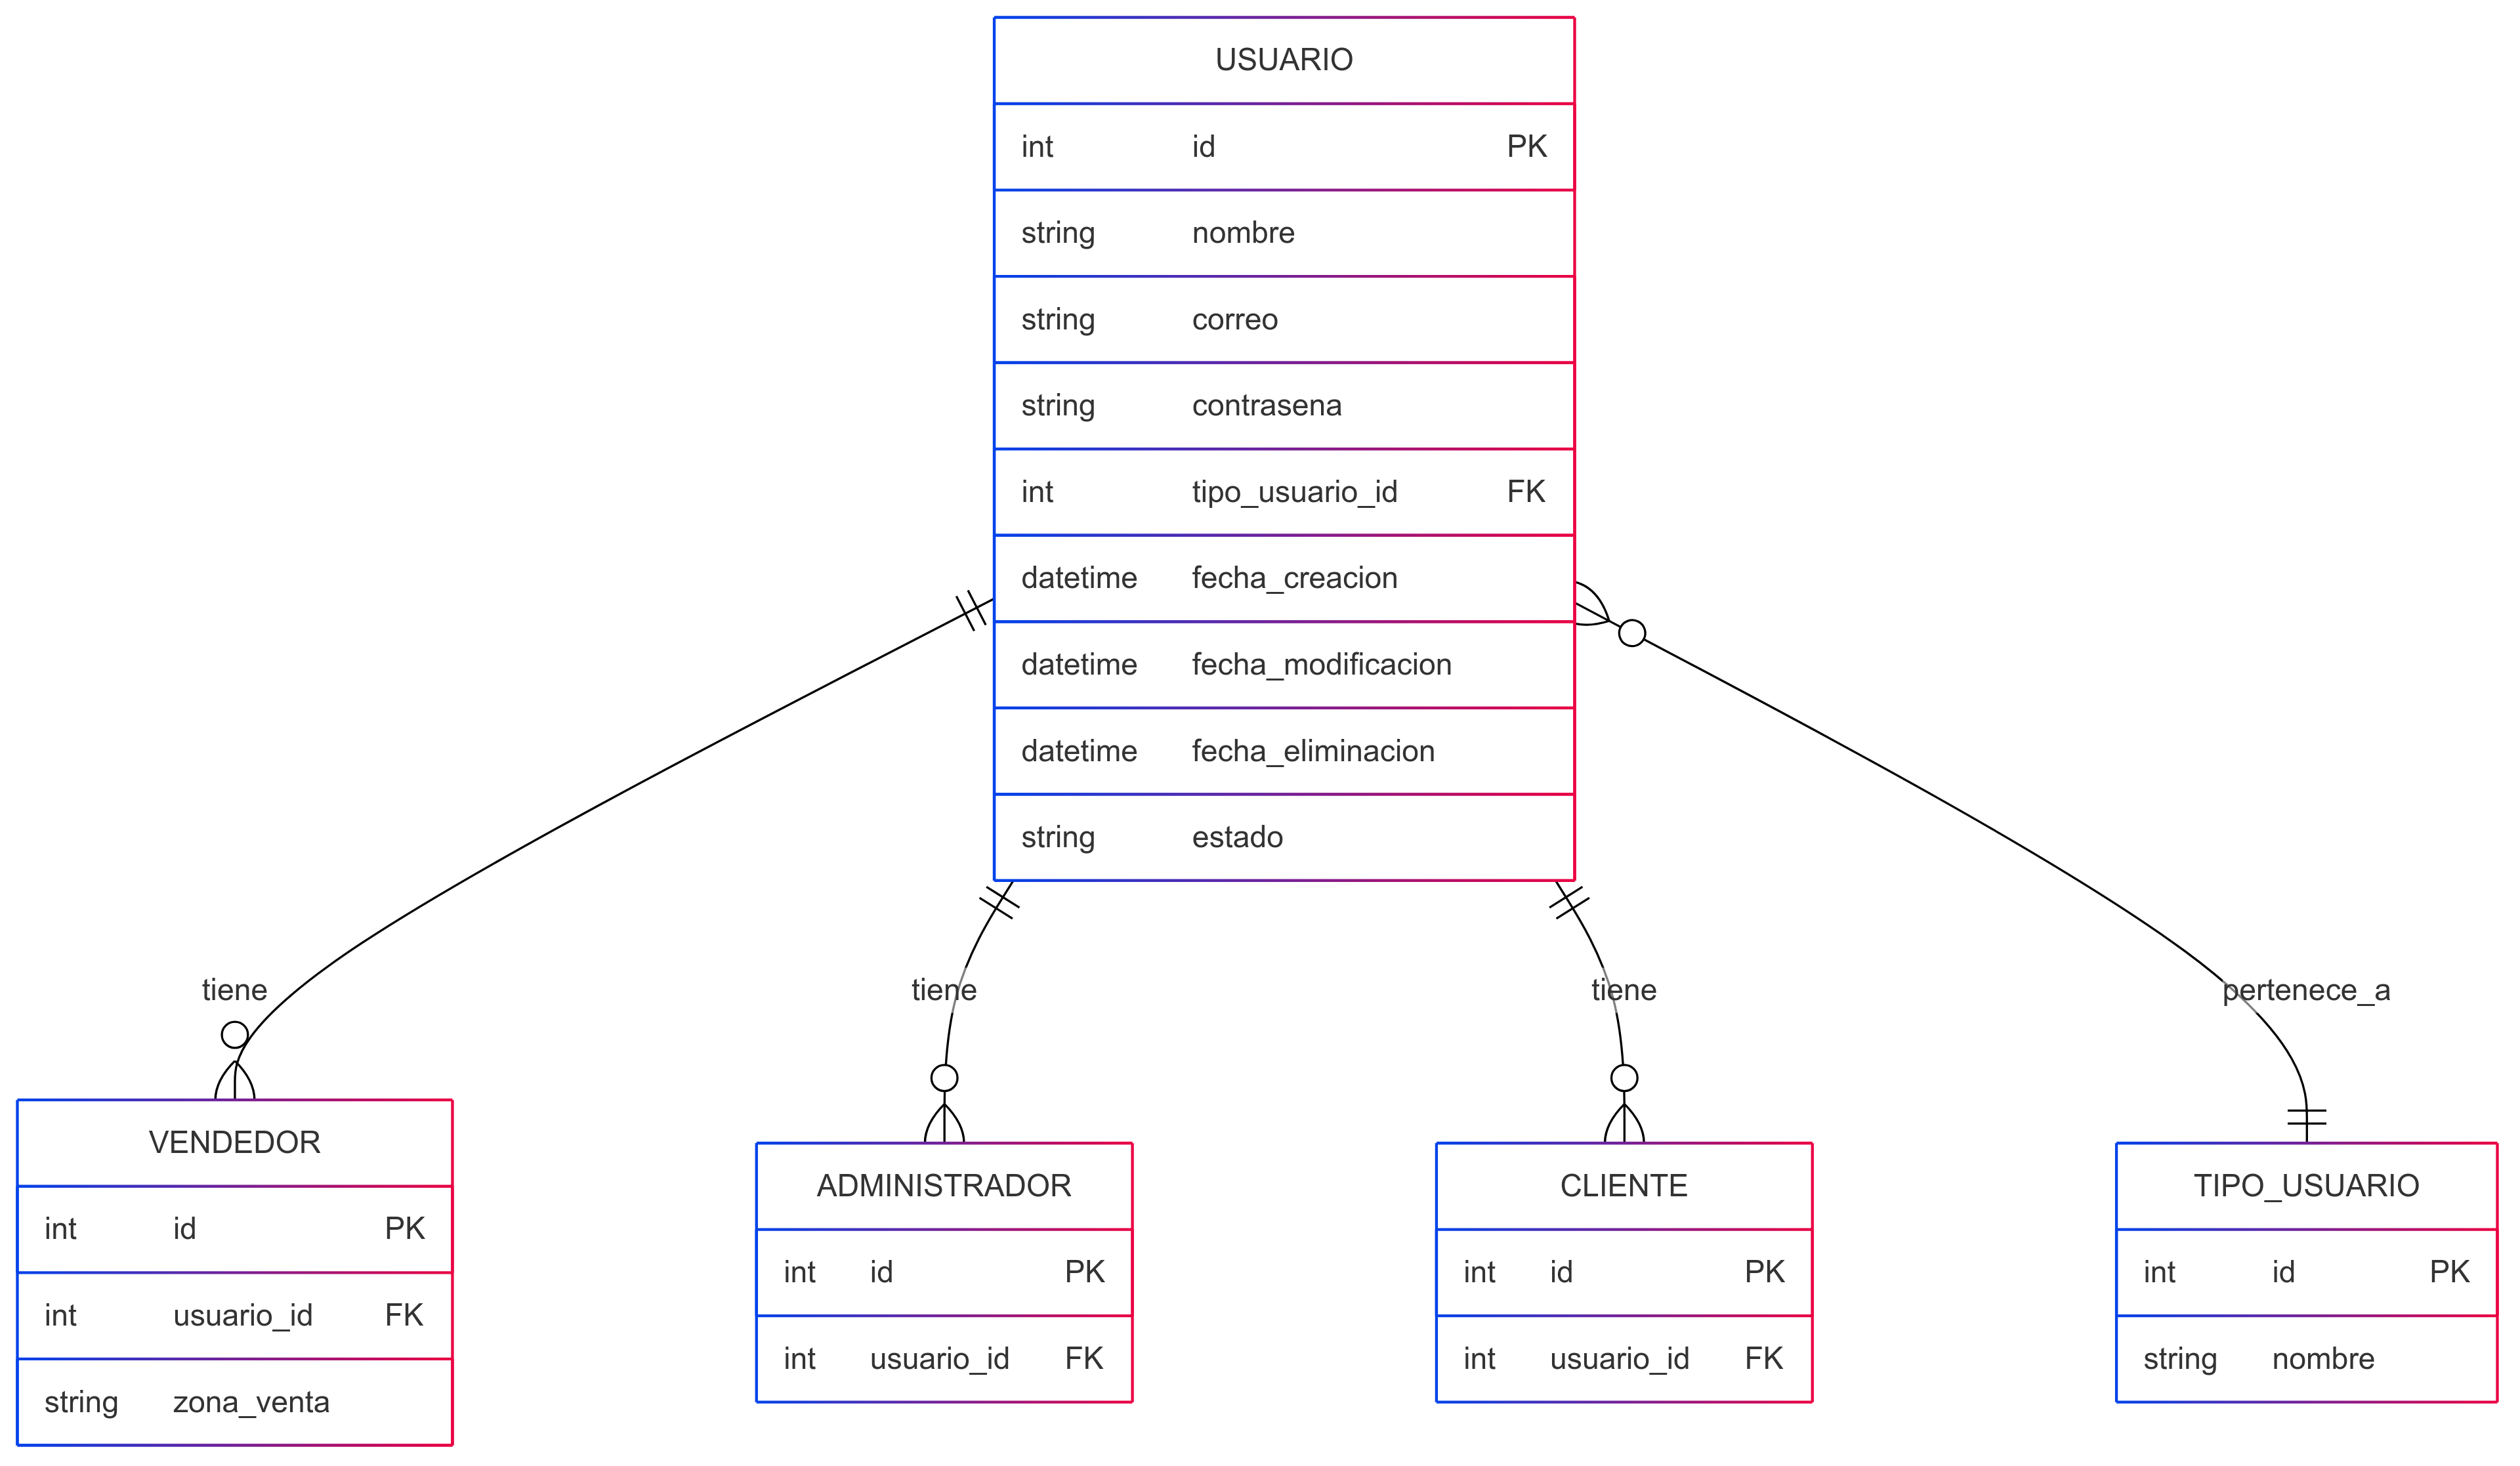 USUARIO
int id PK
string nombre
string correo
string contrasena
int tipo_usuario_id FK
datetime fecha_creacion
datetime fecha_modificacion
datetime fecha_eliminacion
string estado
tiene
tiene
tiene
pertenece_a
VENDEDOR
int id PK
int usuario_id FK
string zona_venta
ADMINISTRADOR
int id PK
int usuario_id FK
CLIENTE
int id PK
int usuario_id FK
TIPO_USUARIO
int id PK
string nombre